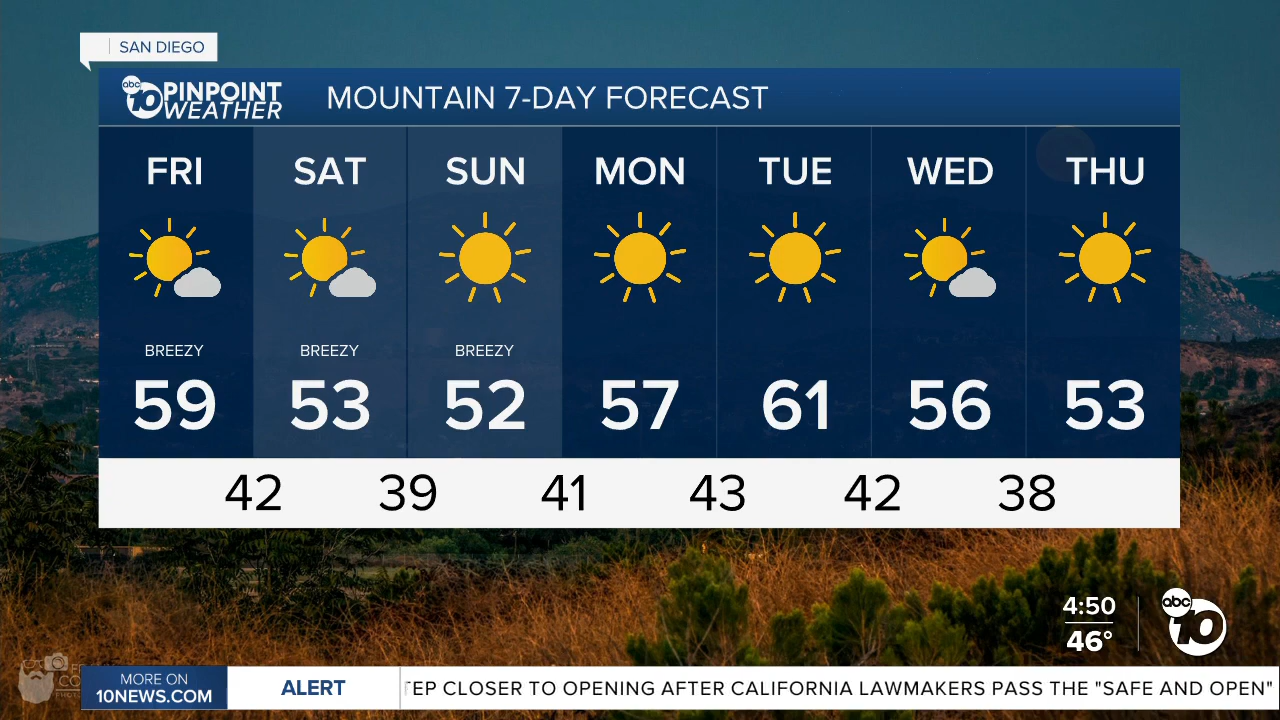 SAN DIEGO
abc 10 PINPOINT WEATHER
MOUNTAIN 7-DAY FORECAST
FRI SAT SUN MON TUE WED THU
BREEZY BREEZY BREEZY
59 53 52 57 61 56 53
42 39 41 43 42 38
4:50
46°
abc 10
MORE ON
10NEWS.COM
ALERT
TEP CLOSER TO OPENING AFTER CALIFORNIA LAWMAKERS PASS THE "SAFE AND OPEN"